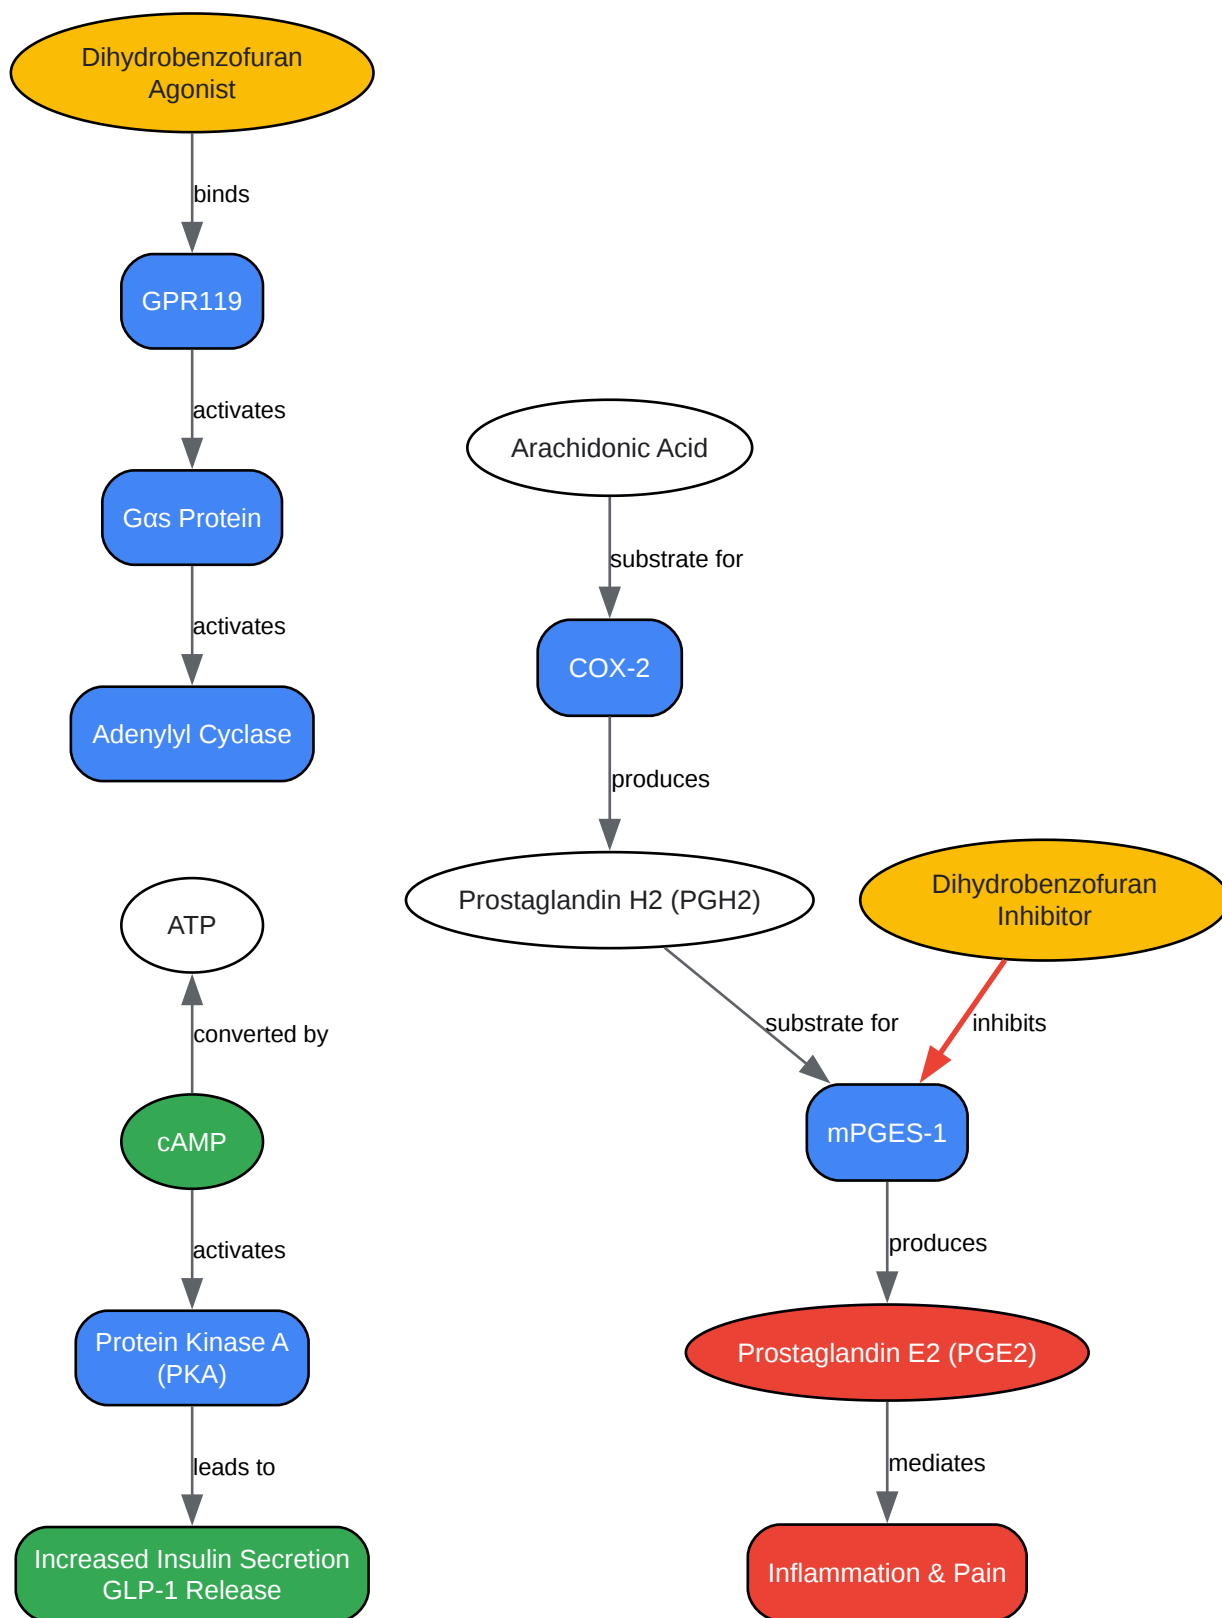 Dihydrobenzofuran
Agonist
binds
GPR119
activates
Gαs Protein
activates
Adenylyl Cyclase
ATP
converted by
cAMP
activates
Protein Kinase A
(PKA)
leads to
Increased Insulin Secretion
GLP-1 Release
Arachidonic Acid
substrate for
COX-2
produces
Prostaglandin H2 (PGH2)
Dihydrobenzofuran
Inhibitor
substrate for
inhibits
mPGES-1
produces
Prostaglandin E2 (PGE2)
mediates
Inflammation & Pain